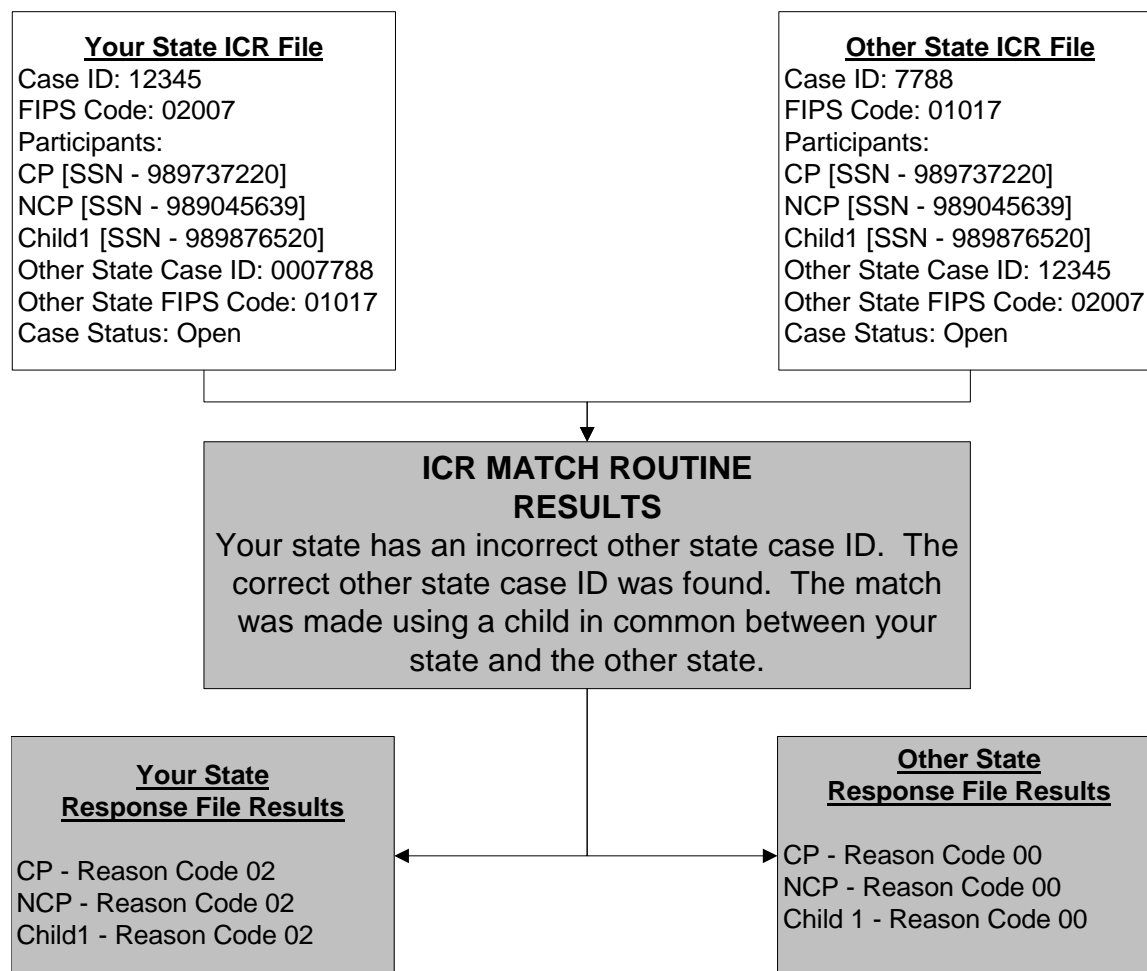 Your State ICR File
Case ID: 12345
FIPS Code: 02007
Participants:
CP [SSN - 989737220]
NCP [SSN - 989045639]
Child1 [SSN - 989876520]
Other State Case ID: 0007788
Other State FIPS Code: 01017
Case Status: Open
Other State ICR File
Case ID: 7788
FIPS Code: 01017
Participants:
CP [SSN - 989737220]
NCP [SSN - 989045639]
Child1 [SSN - 989876520]
Other State Case ID: 12345
Other State FIPS Code: 02007
Case Status: Open
ICR MATCH ROUTINE
RESULTS
Your state has an incorrect other state case ID.  The
correct other state case ID was found.  The match
was made using a child in common between your
state and the other state.
Your State
Response File Results
CP - Reason Code 02
NCP - Reason Code 02
Child1 - Reason Code 02
Other State
Response File Results
CP - Reason Code 00
NCP - Reason Code 00
Child 1 - Reason Code 00